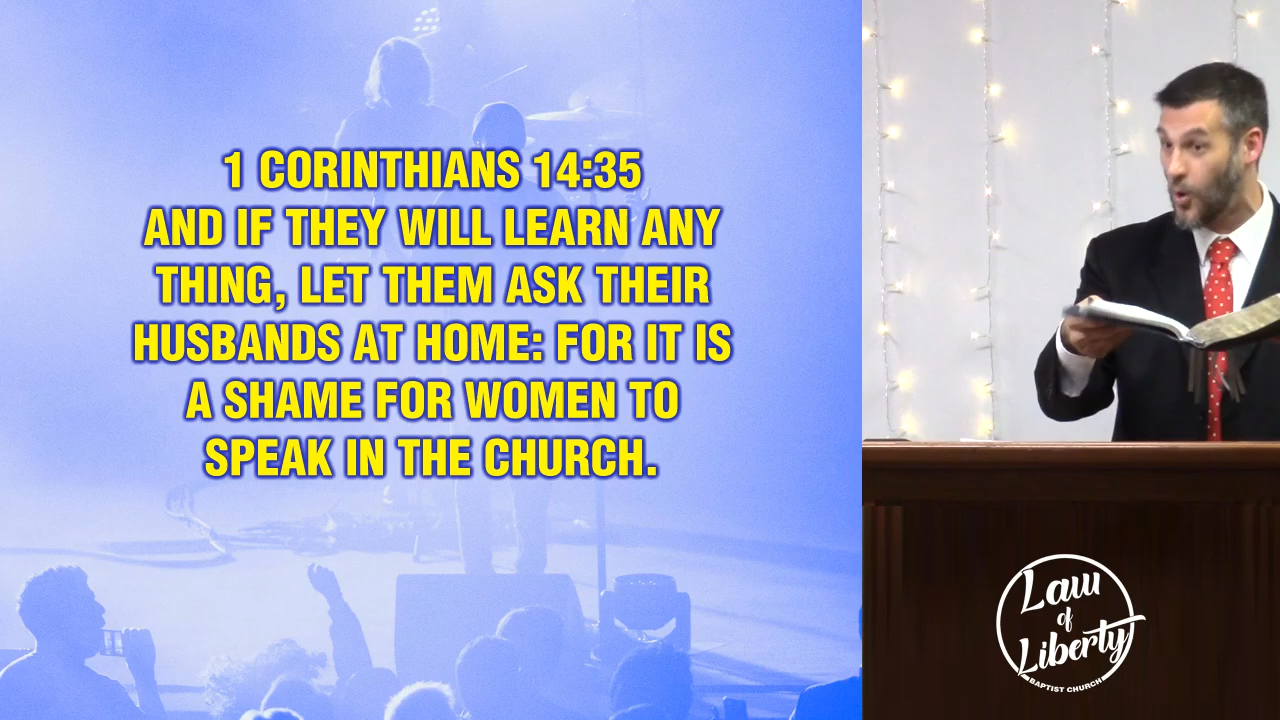 1 CORINTHIANS 14:35
AND IF THEY WILL LEARN ANY
THING, LET THEM ASK THEIR
HUSBANDS AT HOME: FOR IT IS
A SHAME FOR WOMEN TO
SPEAK IN THE CHURCH.
Law
of
Liberty
BAPTIST CHURCH